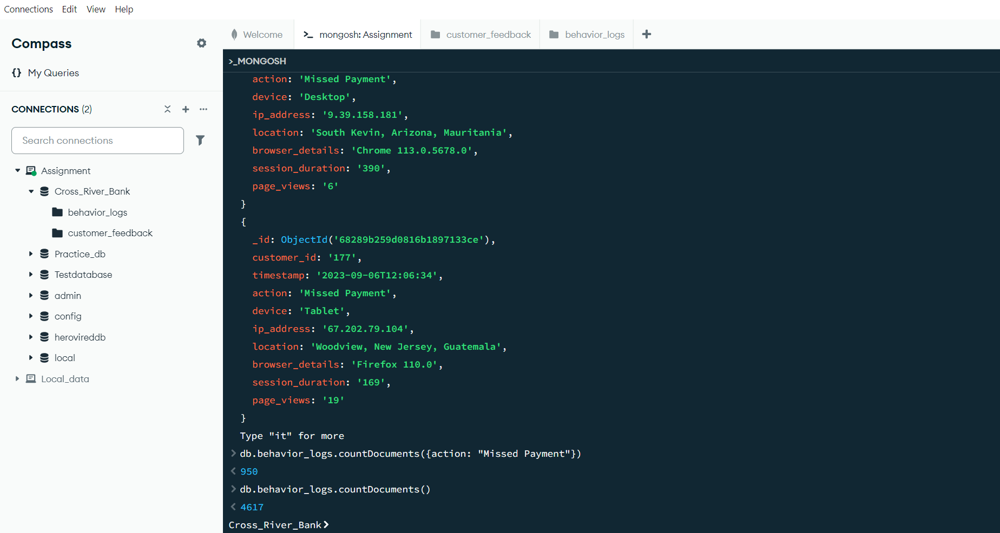 Connections Edit View Help
Compass
{} My Queries
CONNECTIONS (2)
Search connections
Assignment
Cross_River_Bank
behavior_logs
customer_feedback
Practice_db
Testdatabase
admin
config
herovireddb
local
Local_data
Welcome
>_ mongosh: Assignment
customer_feedback
behavior_logs
>_MONGOSH
action: 'Missed Payment',
device: 'Desktop',
ip_address: '9.39.158.181',
location: 'South Kevin, Arizona, Mauritania',
browser_details: 'Chrome 113.0.5678.0',
session_duration: '390',
page_views: '6'
}
{
_id: ObjectId('68289b259d0816b1897133ce'),
customer_id: '177',
timestamp: '2023-09-06T12:06:34',
action: 'Missed Payment',
device: 'Tablet',
ip_address: '67.202.79.104',
location: 'Woodview, New Jersey, Guatemala',
browser_details: 'Firefox 110.0',
session_duration: '169',
page_views: '19'
}
Type "it" for more
> db.behavior_logs.countDocuments({action: "Missed Payment"})
< 950
> db.behavior_logs.countDocuments()
< 4617
Cross_River_Bank>